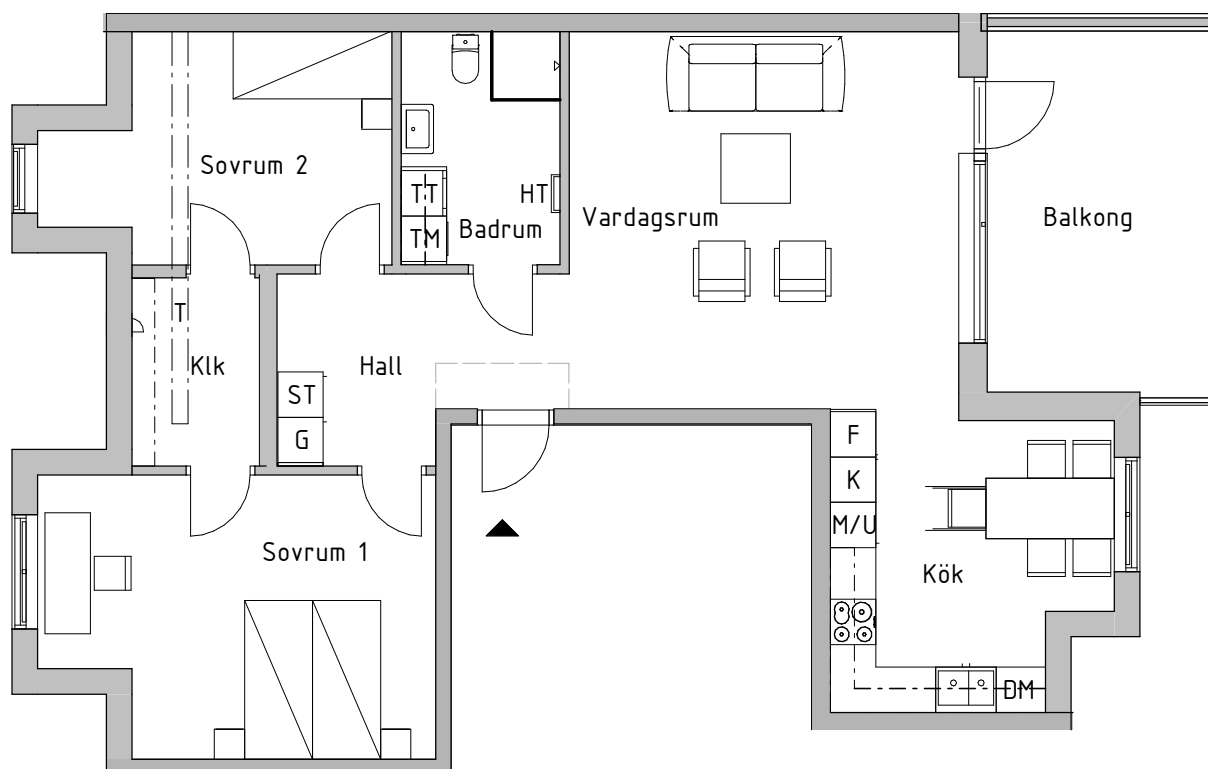 Sovrum 2
TT
TM
HT
Badrum
Vardagsrum
Balkong
T
Klk
Hall
ST
G
F
K
M/U
Sovrum 1
Kök
DM